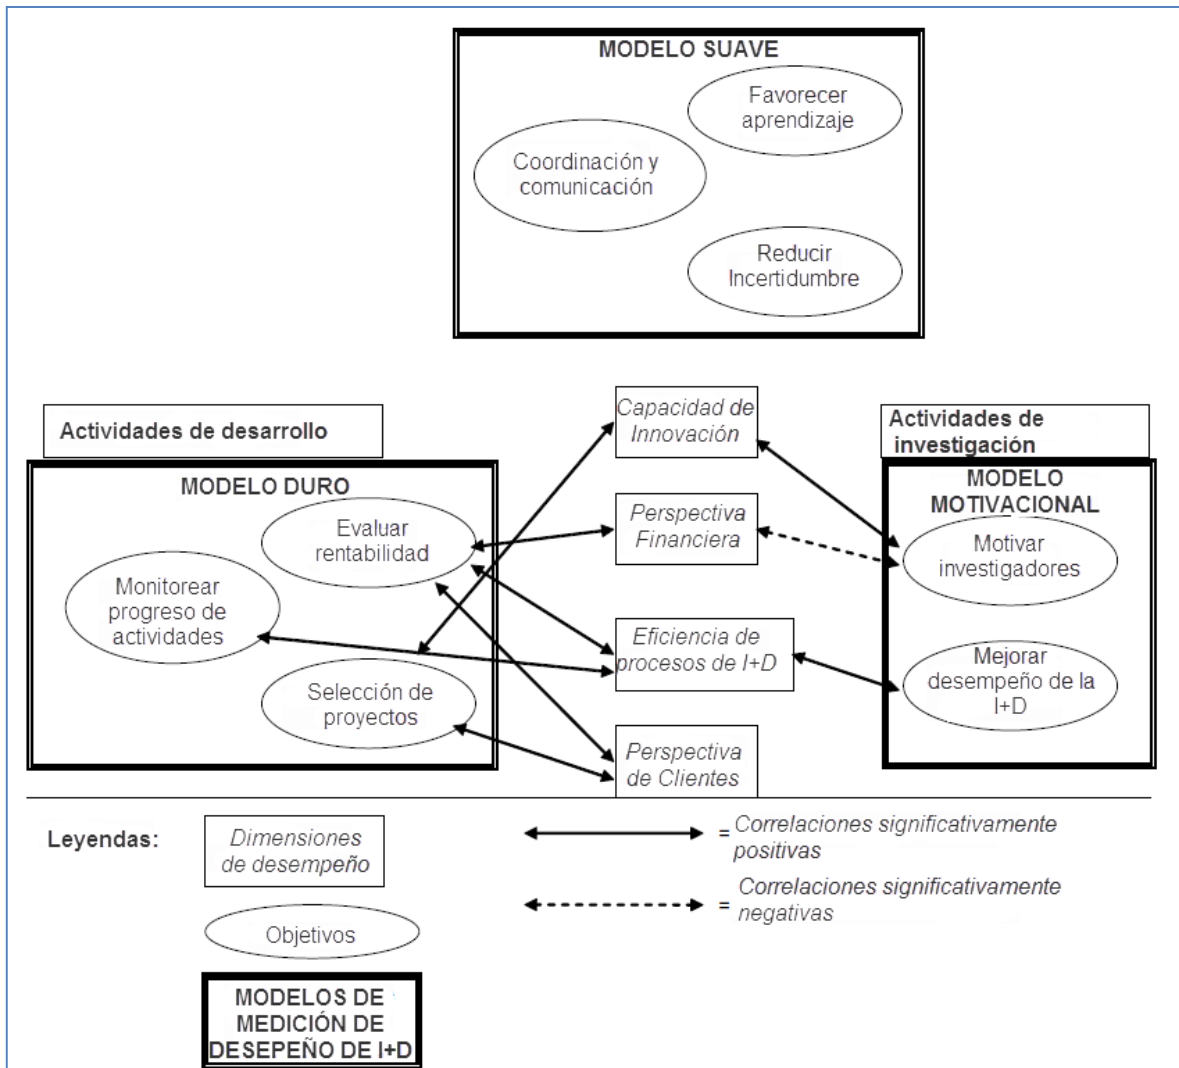 MODELO SUAVE
Favorecer
aprendizaje
Coordinación y
comunicación
Reducir
Incertidumbre
Actividades de desarrollo
Capacidad de
Innovación
Actividades de
investigación
MODELO DURO
MODELO
MOTIVACIONAL
Evaluar
rentabilidad
Perspectiva
Financiera
Motivar
investigadores
Monitorear
progreso de
actividades
Eficiencia de
procesos de I+D
Mejorar
desempeño de la
I+D
Selección de
proyectos
Perspectiva
de Clientes
Leyendas:
Dimensiones
de desempeño
= Correlaciones significativamente
positivas
= Correlaciones significativamente
negativas
Objetivos
MODELOS DE
MEDICIÓN DE
DESEPEÑO DE I+D